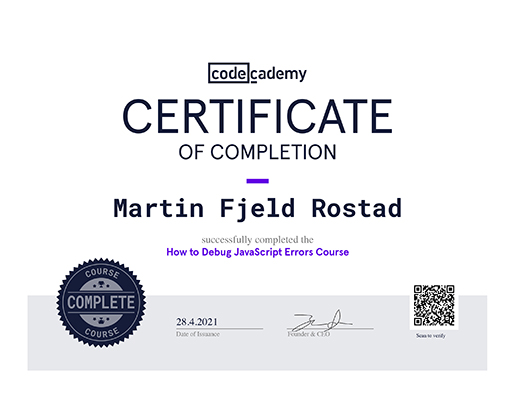 codecademy
CERTIFICATE
OF COMPLETION
Martin Fjeld Rostad
successfully completed the
How to Debug JavaScript Errors Course
COURSE
COMPLETE
COURSE
28.4.2021
Date of Issuance
Founder & CEO
Scan to verify